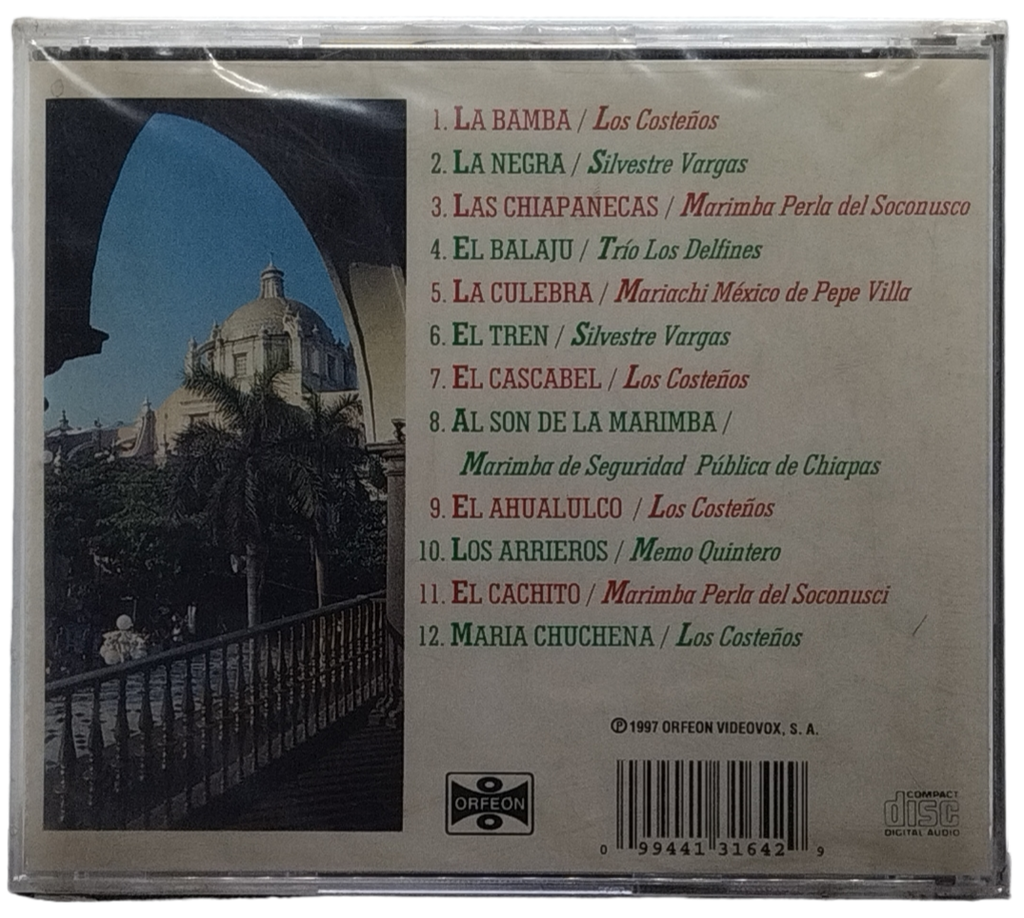 1. LA BAMBA / Los Costeños
2. LA NEGRA / Silvestre Vargas
3. LAS CHIAPANECAS / Marimba Perla del Soconusco
4. EL BALAJU / Trío Los Delfines
5. LA CULEBRA / Mariachi México de Pepe Villa
6. EL TREN / Silvestre Vargas
7. EL CASCABEL / Los Costeños
8. AL SON DE LA MARIMBA /
Marimba de Seguridad Pública de Chiapas
9. EL AHUALULCO / Los Costeños
10. LOS ARRIEROS / Memo Quintero
11. EL CACHITO / Marimba Perla del Soconusci
12. MARIA CHUCHENA / Los Costeños
℗ 1997 ORFEON VIDEOVOX, S. A.
ORFEÓN
0 99441 31642 9
COMPACT
disc
DIGITAL AUDIO